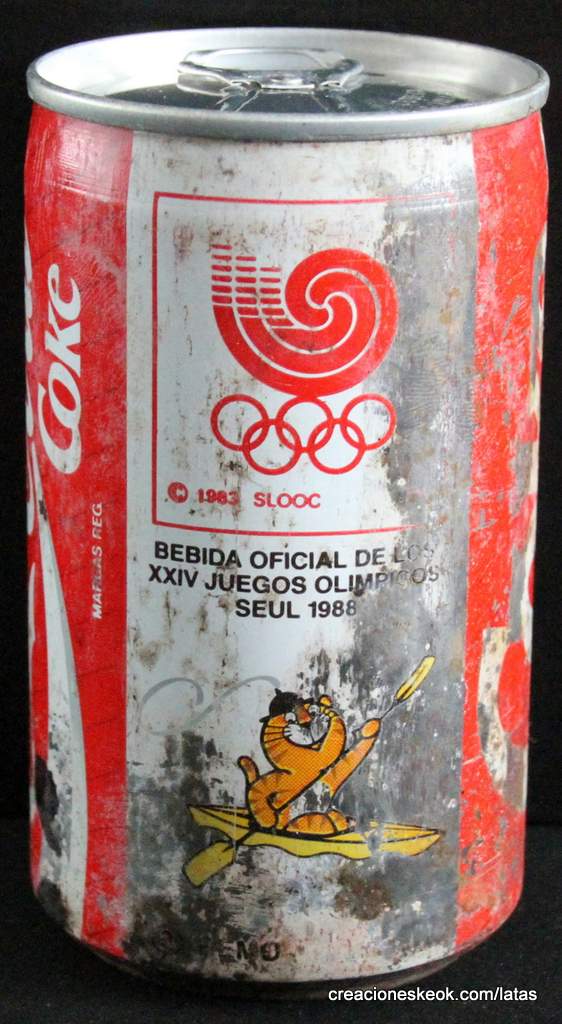 Coke
MARCAS REG.
© 1983 SLOOC
BEBIDA OFICIAL DE LOS
XXIV JUEGOS OLIMPICOS
SEUL 1988
creacioneskeok.com/latas